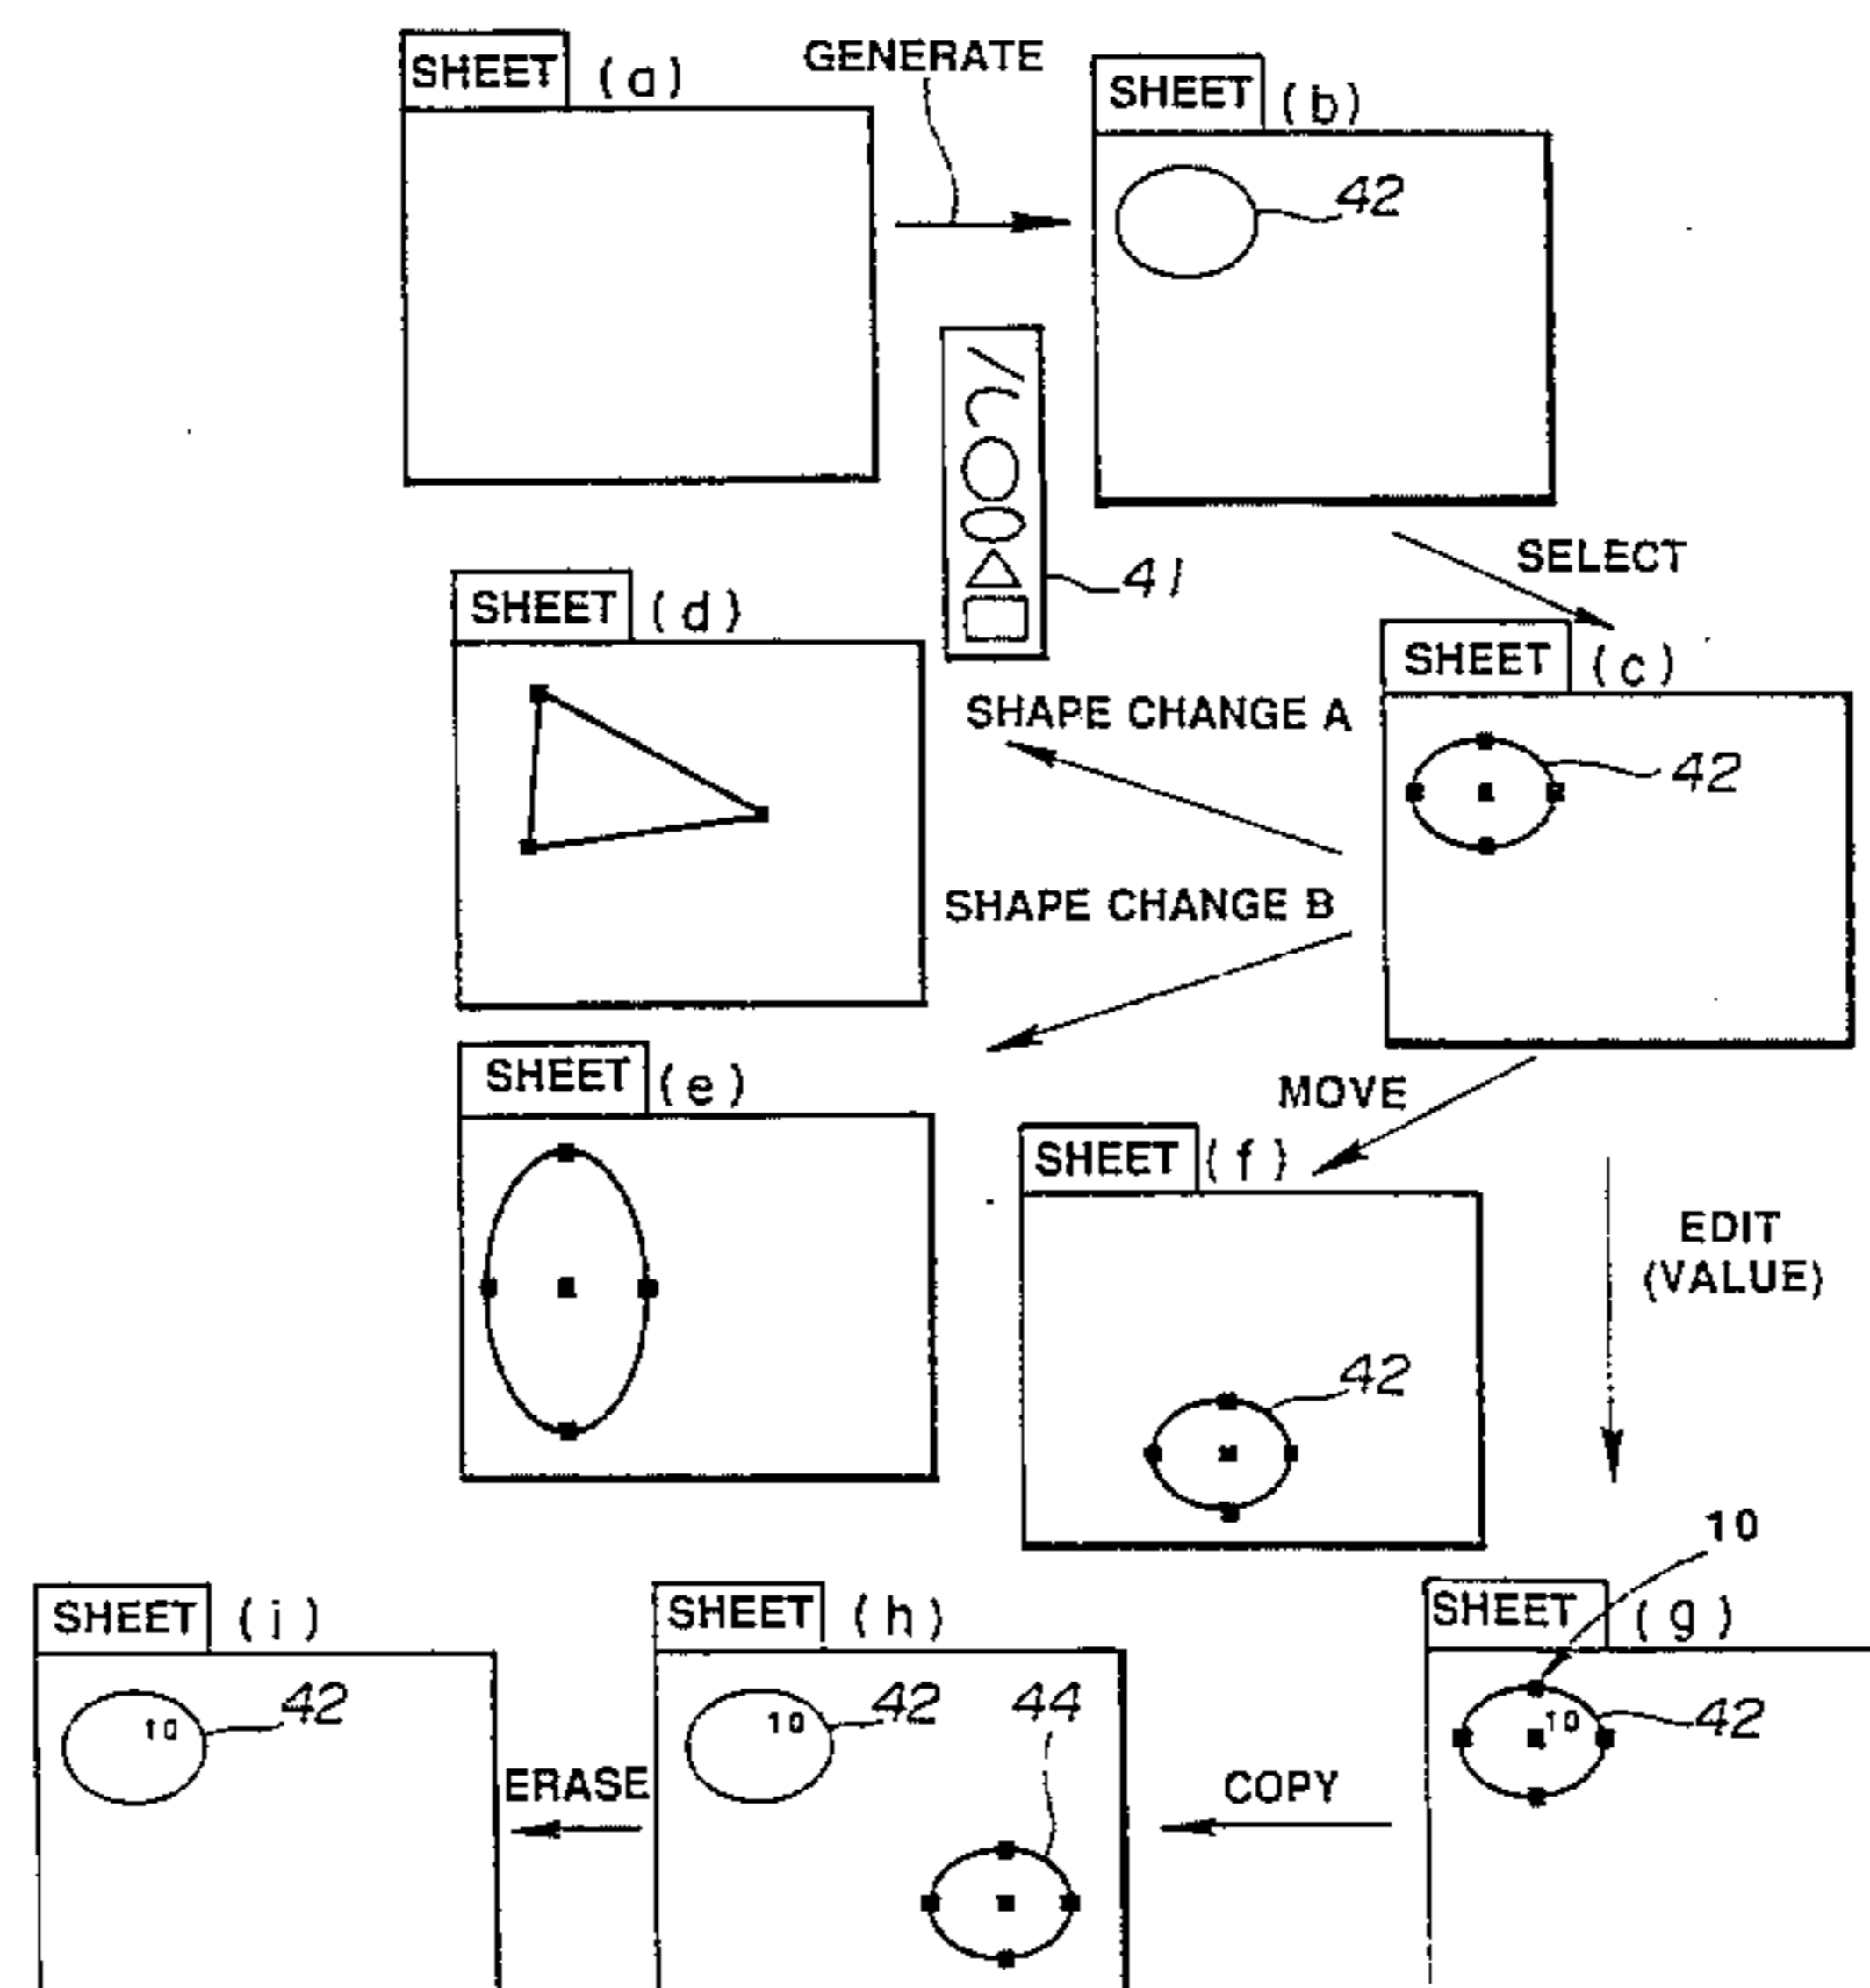 SHEET (a)
GENERATE
SHEET (b)
42
41
SELECT
SHEET (d)
SHEET (c)
SHAPE CHANGE A
42
SHAPE CHANGE B
SHEET (e)
MOVE
SHEET (f)
EDIT
(VALUE)
42
10
SHEET (i)
SHEET (h)
SHEET (g)
10 42
10 42
44
10 42
ERASE
COPY